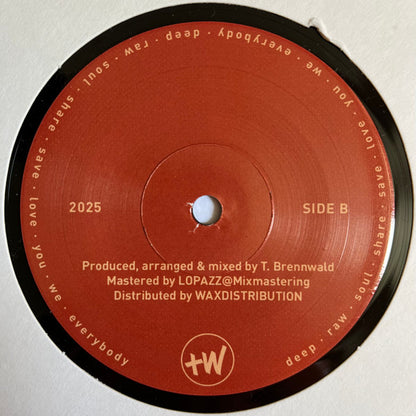 deep · raw · soul · share · save · love · you · we · everybody · deep · raw · soul · share · save · love · you · we · everybody
2025
SIDE B
Produced, arranged & mixed by T. Brennwald
Mastered by LOPAZZ@Mixmastering
Distributed by WAXDISTRIBUTION
+W